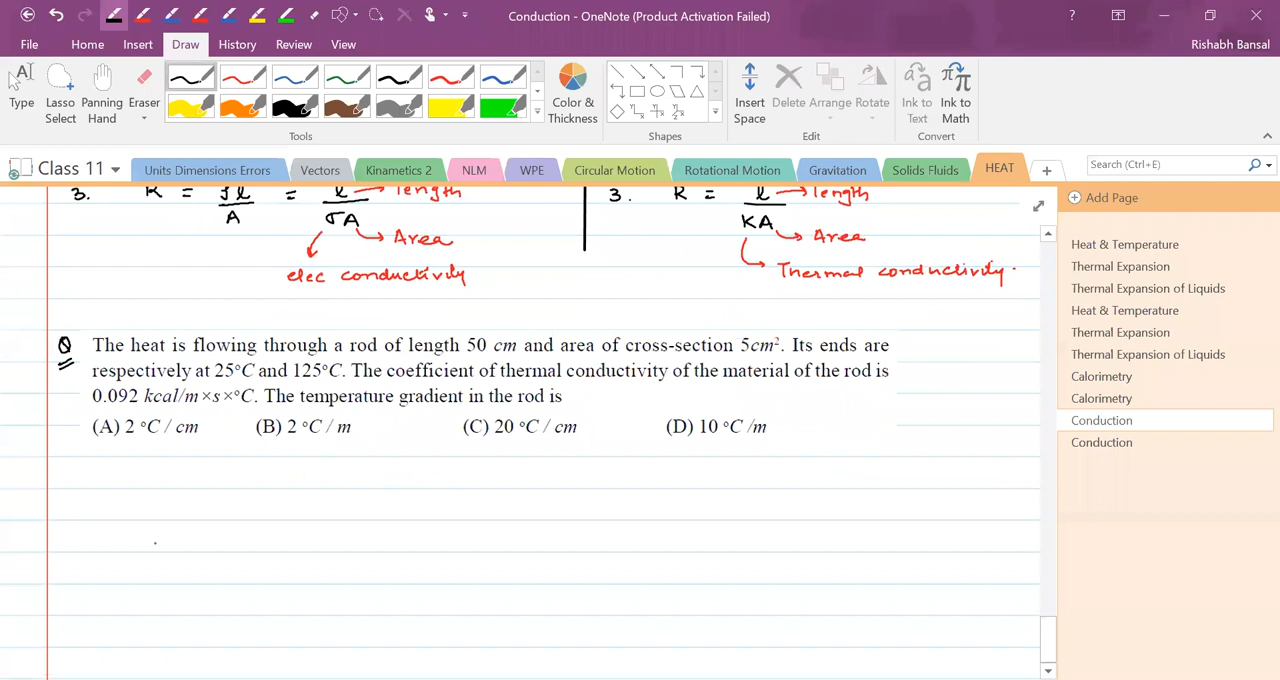 Conduction - OneNote (Product Activation Failed)
?
File Home Insert Draw History Review View
Rishabh Bansal
Type
Lasso Select
Panning Hand
Eraser
Color & Thickness
Insert Space
Delete
Arrange
Rotate
Ink to Text
Ink to Math
Tools
Shapes
Edit
Convert
Class 11
Units Dimensions Errors
Vectors
Kinametics 2
NLM
WPE
Circular Motion
Rotational Motion
Gravitation
Solids Fluids
HEAT
Search (Ctrl+E)
Add Page
Heat & Temperature
Thermal Expansion
Thermal Expansion of Liquids
Heat & Temperature
Thermal Expansion
Thermal Expansion of Liquids
Calorimetry
Calorimetry
Conduction
Conduction
3. R = ρl/A = l/σA
length
Area
elec conductivity
3. R = l/KA
length
Area
Thermal conductivity.
Q The heat is flowing through a rod of length 50 cm and area of cross-section 5cm². Its ends are
respectively at 25°C and 125°C. The coefficient of thermal conductivity of the material of the rod is
0.092 kcal/m×s×°C. The temperature gradient in the rod is
(A) 2 °C / cm (B) 2 °C / m (C) 20 °C / cm (D) 10 °C /m